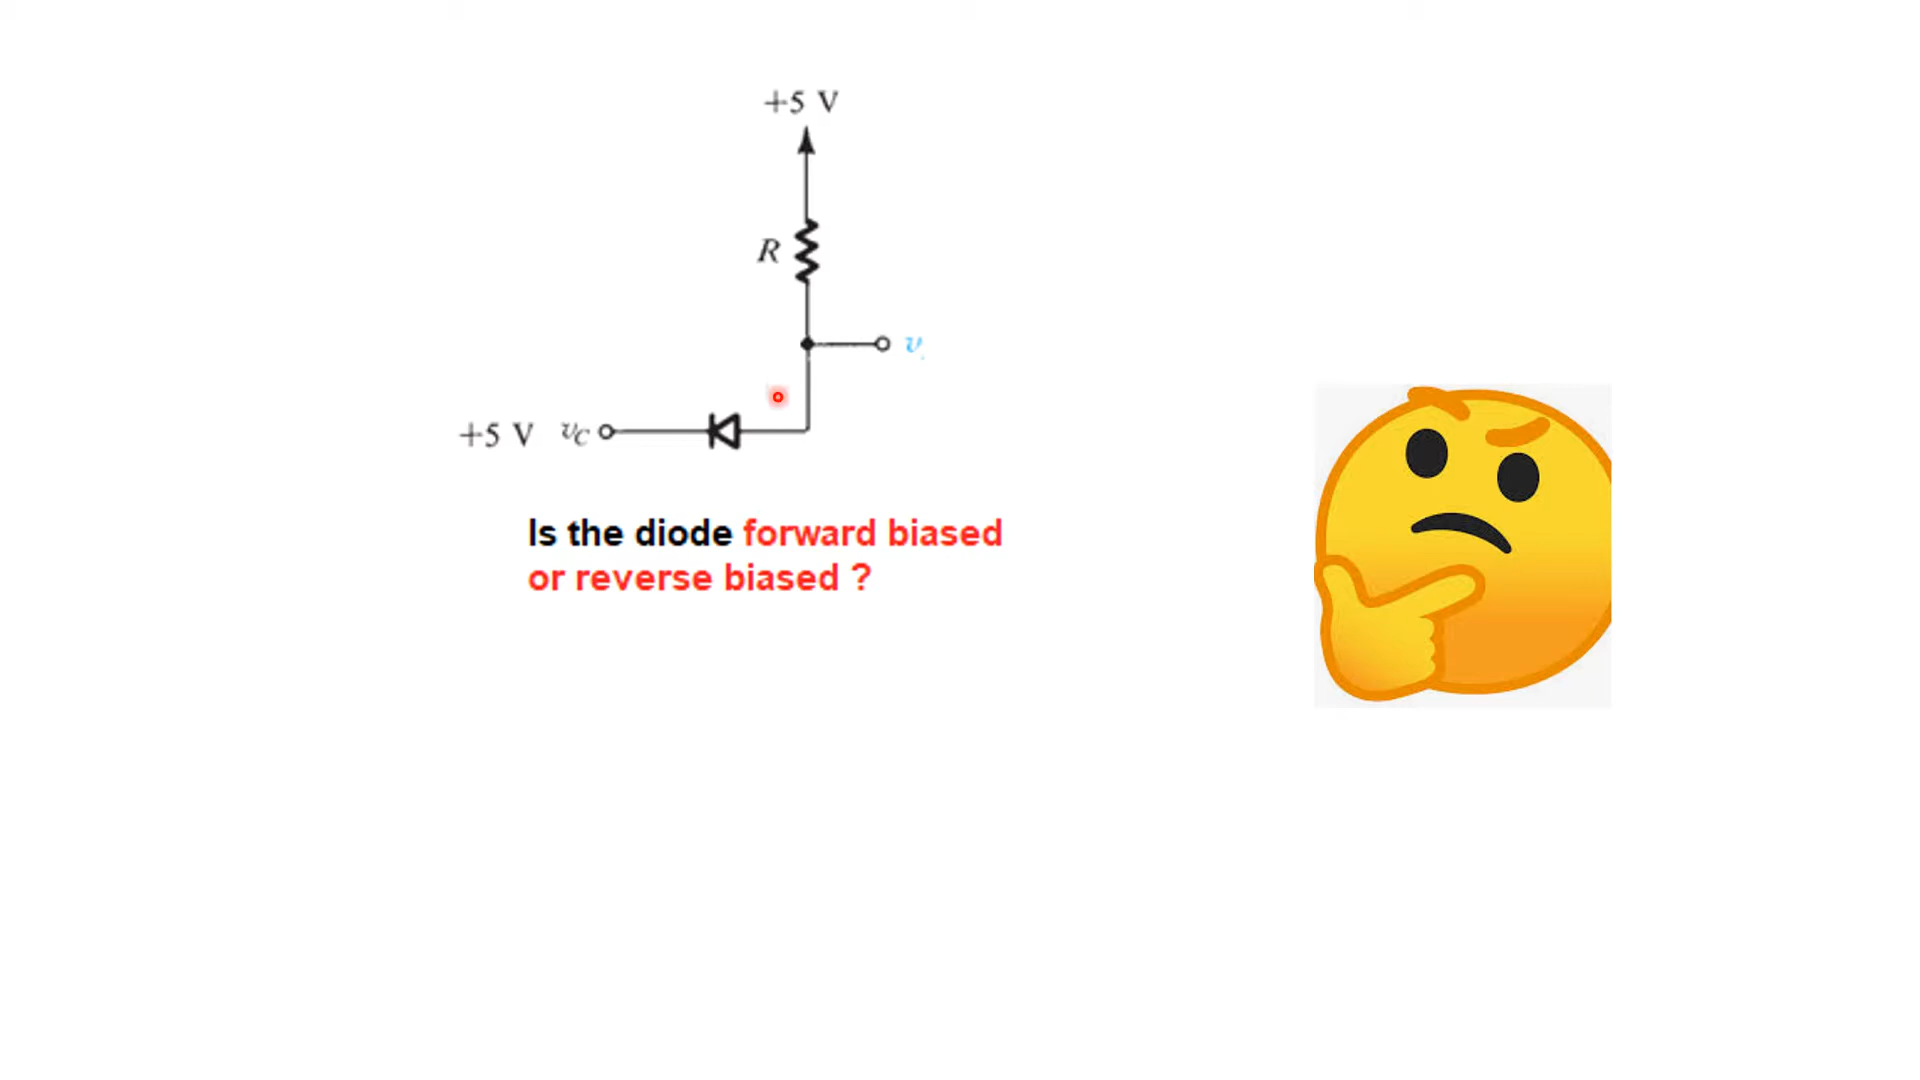 +5 V
R
v
+5 V vC
Is the diode forward biased
or reverse biased ?